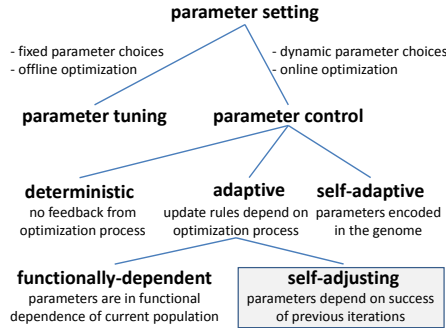 parameter setting
- fixed parameter choices
- offline optimization
- dynamic parameter choices
- online optimization
parameter tuning
parameter control
deterministic
no feedback from
optimization process
adaptive
update rules depend on
optimization process
self-adaptive
parameters encoded
in the genome
functionally-dependent
parameters are in functional
dependence of current population
self-adjusting
parameters depend on success
of previous iterations